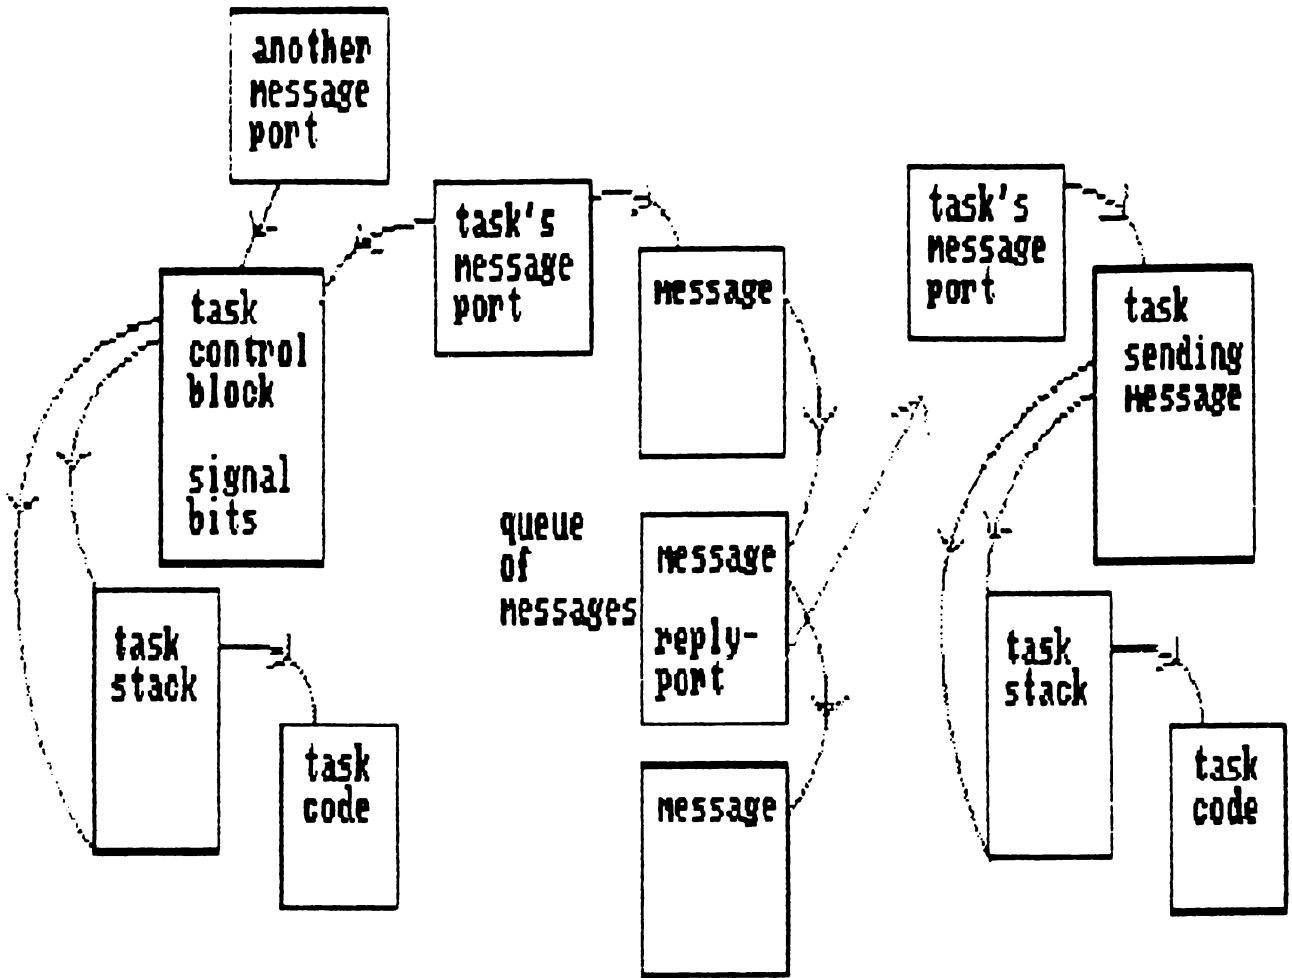 another
message
port
task's
message
port
task
control
block
signal
bits
task
stack
task
code
message
queue
of
messages
message
reply-
port
message
task's
message
port
task
sending
message
task
stack
task
code